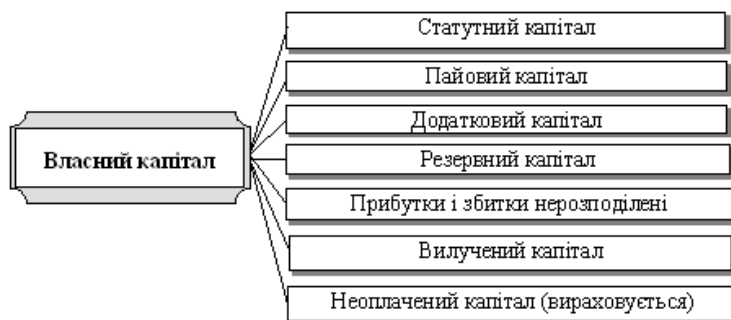 Статутний капітал
Пайовий капітал
Додатковий капітал
Власний капітал
Резервний капітал
Прибутки і збитки нерозподілені
Вилучений капітал
Неоплачений капітал (вираховується)